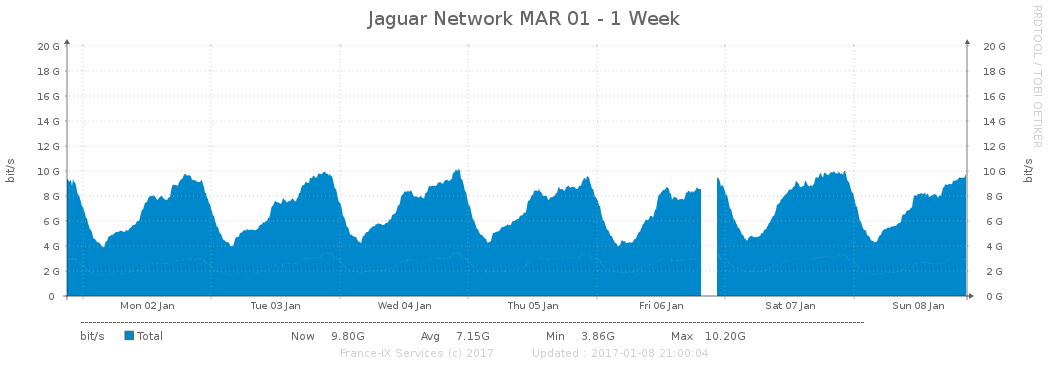 Jaguar Network MAR 01 - 1 Week
RRDTOOL / TOBI OETIKER
bit/s
bit/s
20 G 20 G
18 G 18 G
16 G 16 G
14 G 14 G
12 G 12 G
10 G 10 G
8 G 8 G
6 G 6 G
4 G 4 G
2 G 2 G
0 0 G
Mon 02 Jan Tue 03 Jan Wed 04 Jan Thu 05 Jan Fri 06 Jan Sat 07 Jan Sun 08 Jan
bit/s Total Now 9.80G Avg 7.15G Min 3.86G Max 10.20G
France-IX Services (c) 2017 Updated : 2017-01-08 21:00:04